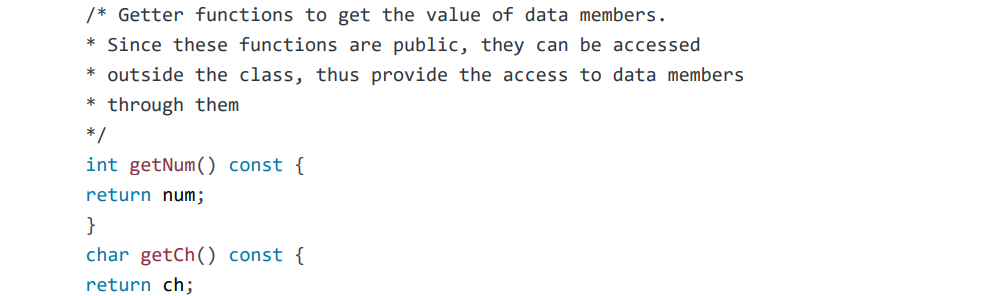 /* Getter functions to get the value of data members.
* Since these functions are public, they can be accessed
* outside the class, thus provide the access to data members
* through them
*/
int getNum() const {
return num;
}
char getCh() const {
return ch;